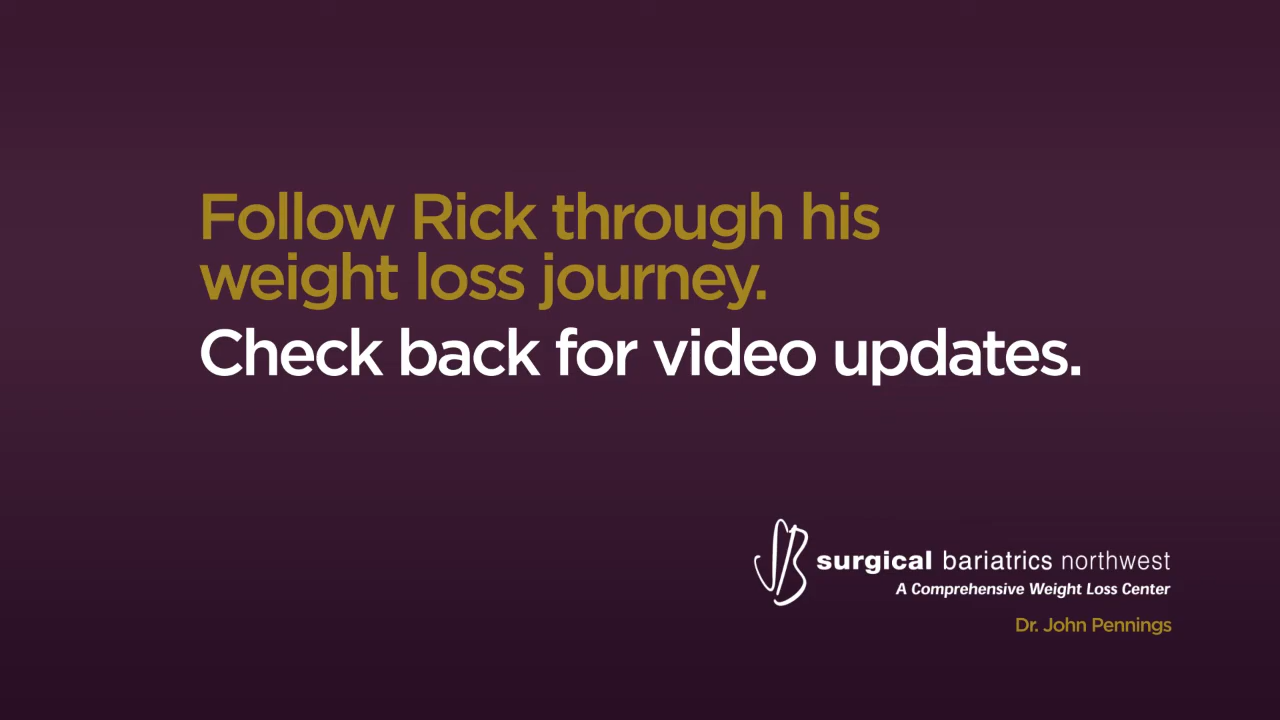 Follow Rick through his
weight loss journey.
Check back for video updates.
SB surgical bariatrics northwest
A Comprehensive Weight Loss Center
Dr. John Pennings